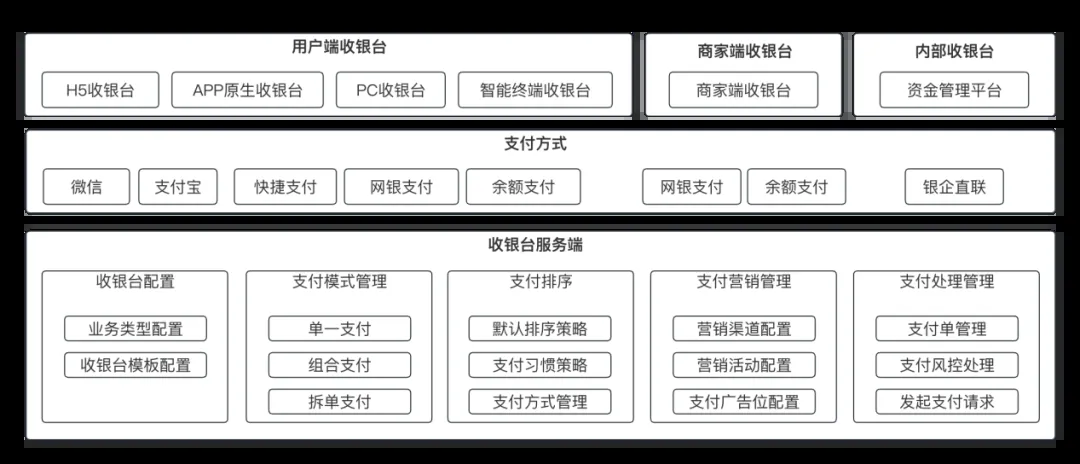 用户端收银台
H5收银台
APP原生收银台
PC收银台
智能终端收银台
商家端收银台
商家端收银台
内部收银台
资金管理平台
支付方式
微信
支付宝
快捷支付
网银支付
余额支付
网银支付
余额支付
银企直联
收银台服务端
收银台配置
业务类型配置
收银台模板配置
支付模式管理
单一支付
组合支付
拆单支付
支付排序
默认排序策略
支付习惯策略
支付方式管理
支付营销管理
营销渠道配置
营销活动配置
支付广告位配置
支付处理管理
支付单管理
支付风控处理
发起支付请求